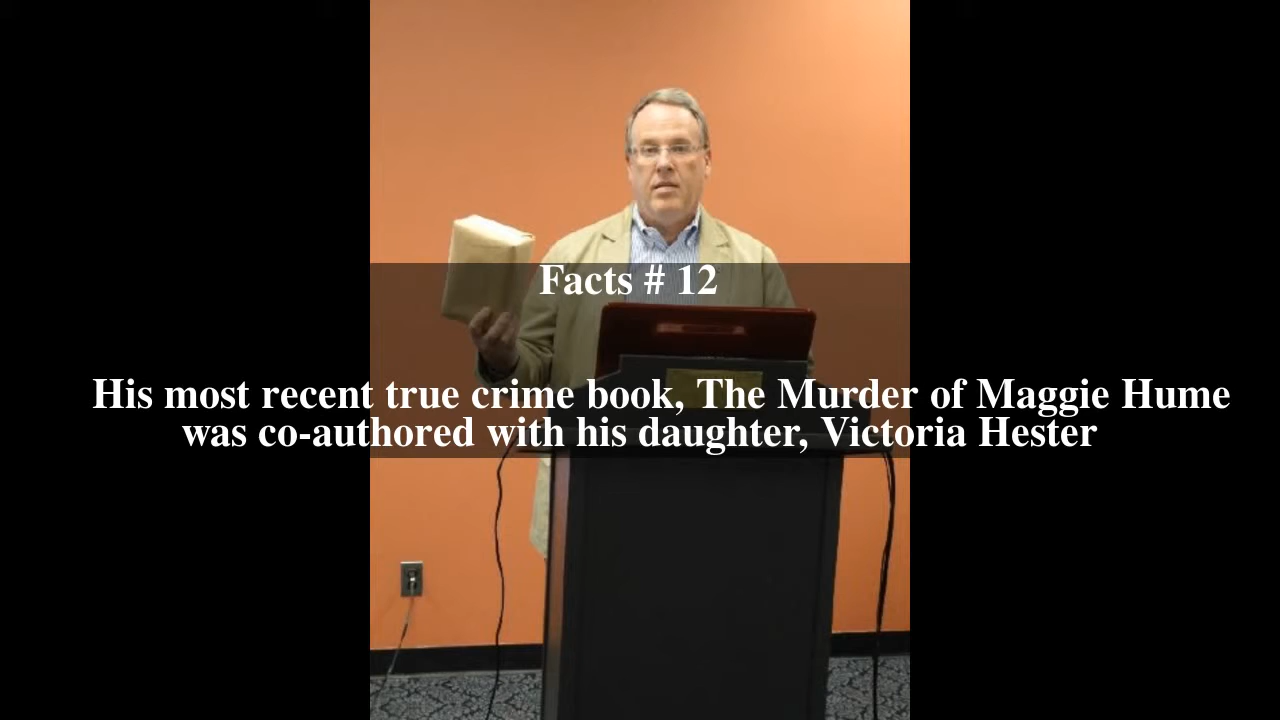 Facts # 12
His most recent true crime book, The Murder of Maggie Hume
was co-authored with his daughter, Victoria Hester